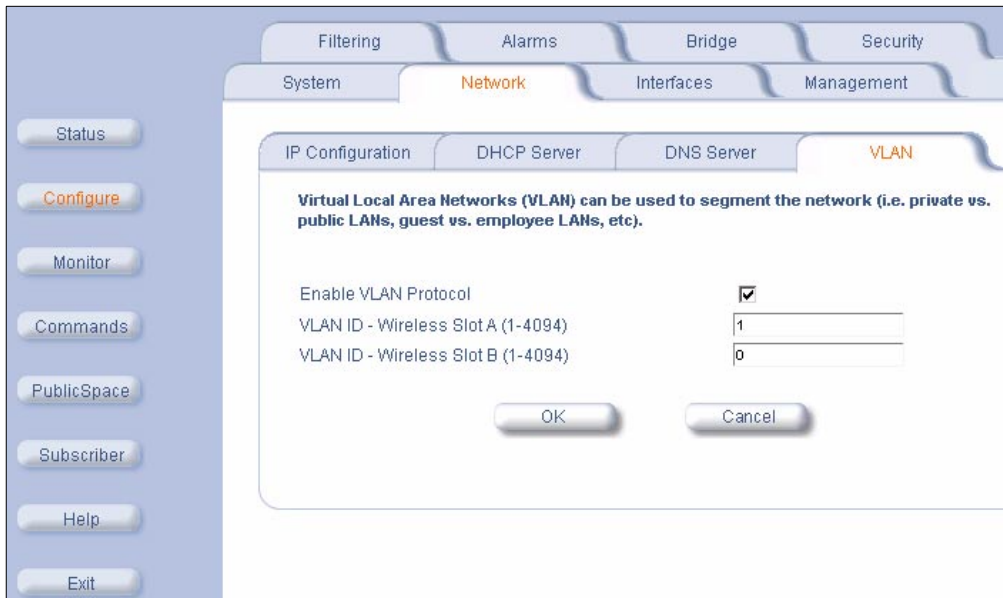 Filtering Alarms Bridge Security
System Network Interfaces Management
Status
Configure
Monitor
Commands
PublicSpace
Subscriber
Help
Exit
IP Configuration DHCP Server DNS Server VLAN
Virtual Local Area Networks (VLAN) can be used to segment the network (i.e. private vs.
public LANs, guest vs. employee LANs, etc).
Enable VLAN Protocol
VLAN ID - Wireless Slot A (1-4094) 1
VLAN ID - Wireless Slot B (1-4094) 0
OK Cancel